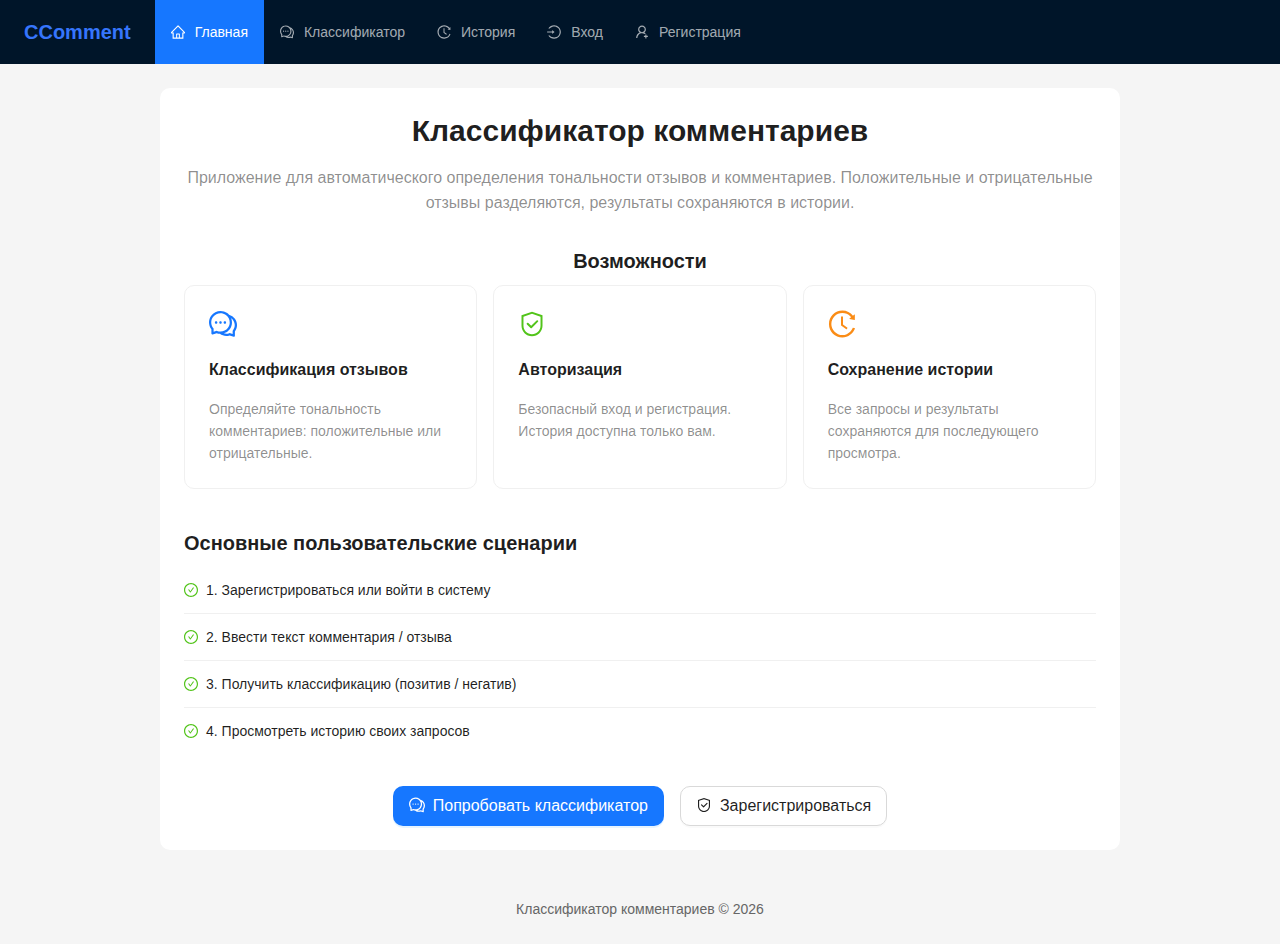 CComment
Главная
Классификатор
История
Вход
Регистрация
Классификатор комментариев
Приложение для автоматического определения тональности отзывов и комментариев. Положительные и отрицательные
отзывы разделяются, результаты сохраняются в истории.
Возможности
Классификация отзывов
Определяйте тональность
комментариев: положительные или
отрицательные.
Авторизация
Безопасный вход и регистрация.
История доступна только вам.
Сохранение истории
Все запросы и результаты
сохраняются для последующего
просмотра.
Основные пользовательские сценарии
1. Зарегистрироваться или войти в систему
2. Ввести текст комментария / отзыва
3. Получить классификацию (позитив / негатив)
4. Просмотреть историю своих запросов
Попробовать классификатор
Зарегистрироваться
Классификатор комментариев © 2026